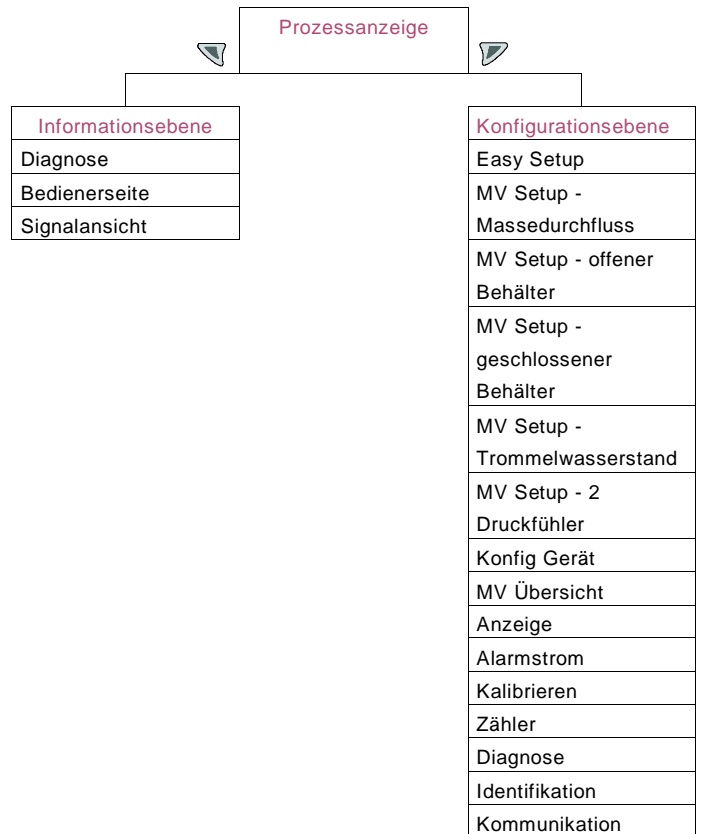 Prozessanzeige
Informationsebene
Diagnose
Bedienerseite
Signalansicht
Konfigurationsebene
Easy Setup
MV Setup -
Massedurchfluss
MV Setup - offener
Behälter
MV Setup -
geschlossener
Behälter
MV Setup -
Trommelwasserstand
MV Setup - 2
Druckfühler
Konfig Gerät
MV Übersicht
Anzeige
Alarmstrom
Kalibrieren
Zähler
Diagnose
Identifikation
Kommunikation